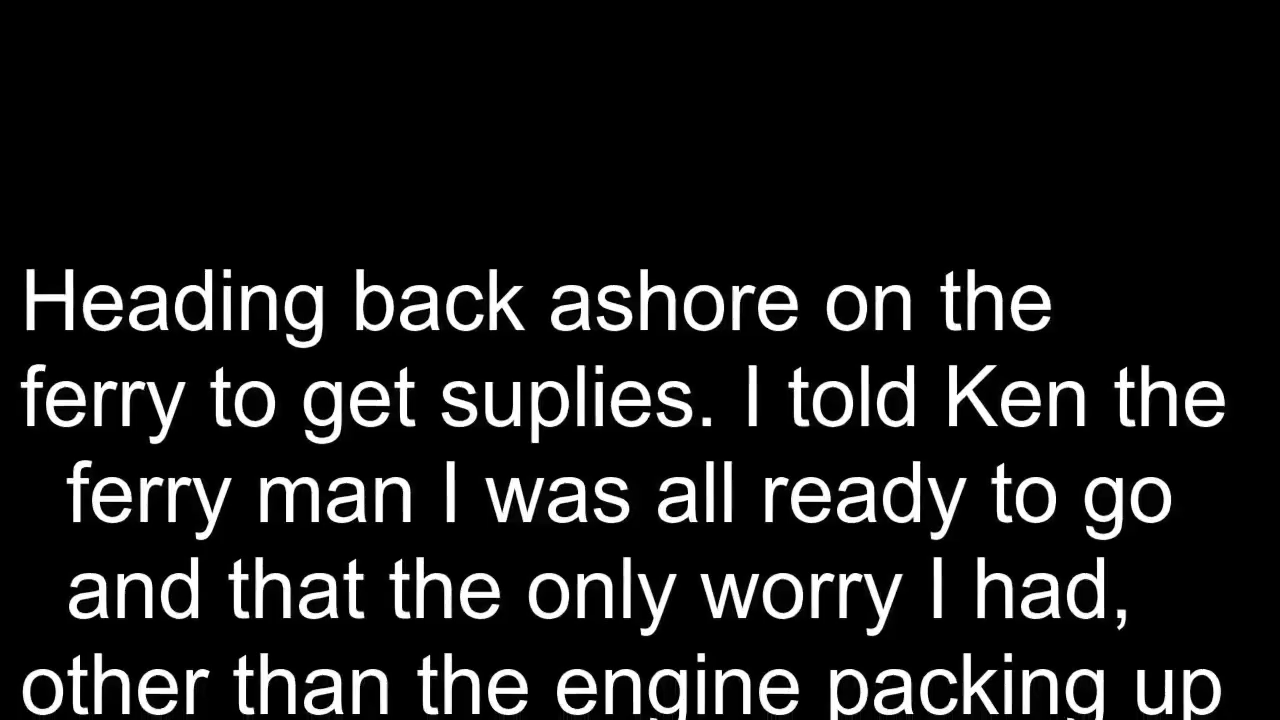 Heading back ashore on the
ferry to get suplies. I told Ken the
ferry man I was all ready to go
and that the only worry I had,
other than the engine packing up